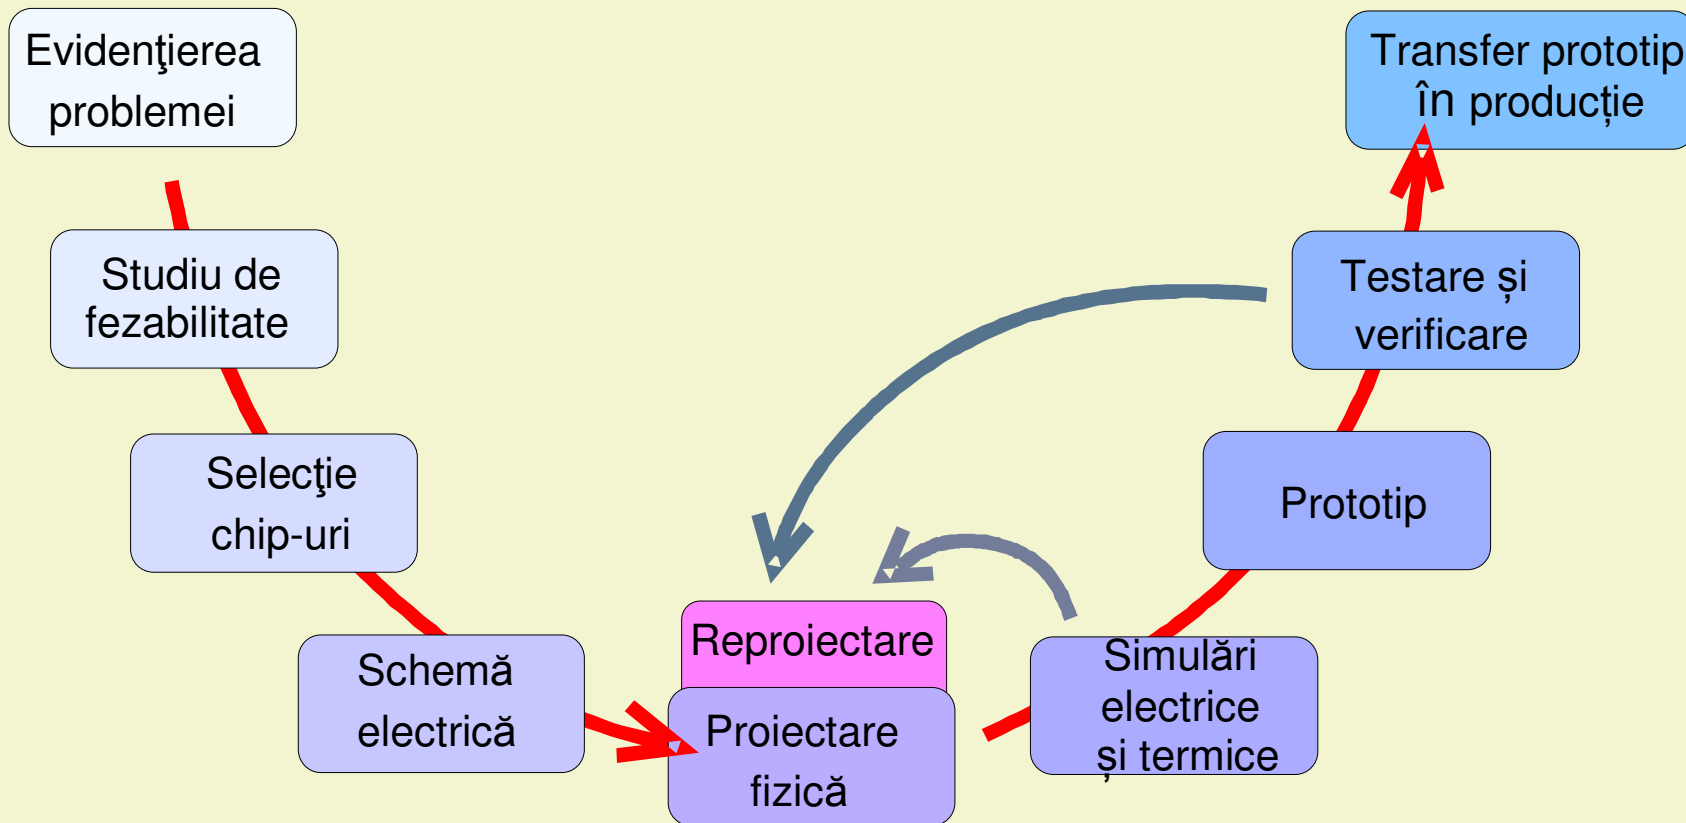 Evidenţierea
problemei
Studiu de
fezabilitate
Selecţie
chip-uri
Schemă
electrică
Reproiectare
Proiectare
fizică
Simulări
electrice
și termice
Prototip
Testare și
verificare
Transfer prototip
în producție